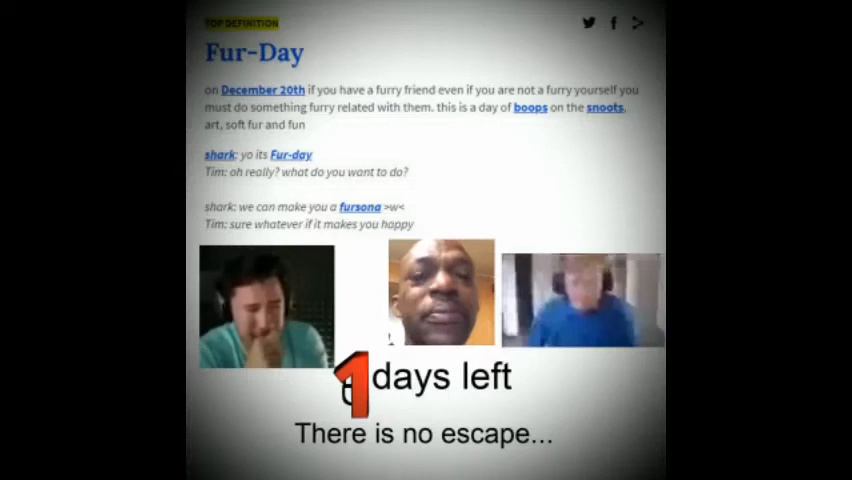 TOP DEFINITION
Fur-Day
on December 20th if you have a furry friend even if you are not a furry yourself you
must do something furry related with them. this is a day of boops on the snoots,
art, soft fur and fun
shark: yo its Fur-day
Tim: oh really? what do you want to do?
shark: we can make you a fursona >w<
Tim: sure whatever if it makes you happy
1 days left
There is no escape...